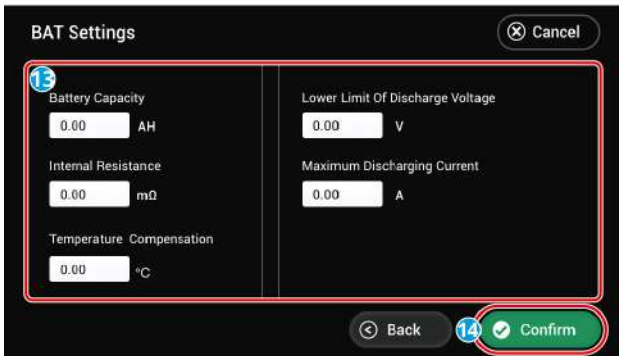 BAT Settings
Cancel
13
Battery Capacity
0.00 AH
Internal Resistance
0.00 mΩ
Temperature Compensation
0.00 °C
Lower Limit Of Discharge Voltage
0.00 V
Maximum Discharging Current
0.00 A
Back
14
Confirm